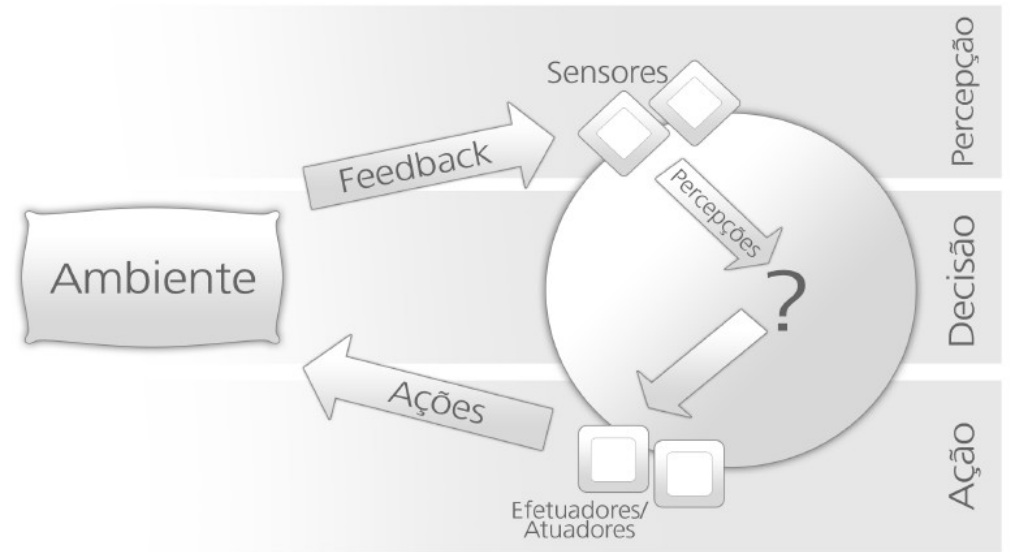 Sensores
Percepção
Feedback
Percepções
Ambiente
?
Decisão
Ações
Efetuadores/
Atuadores
Ação